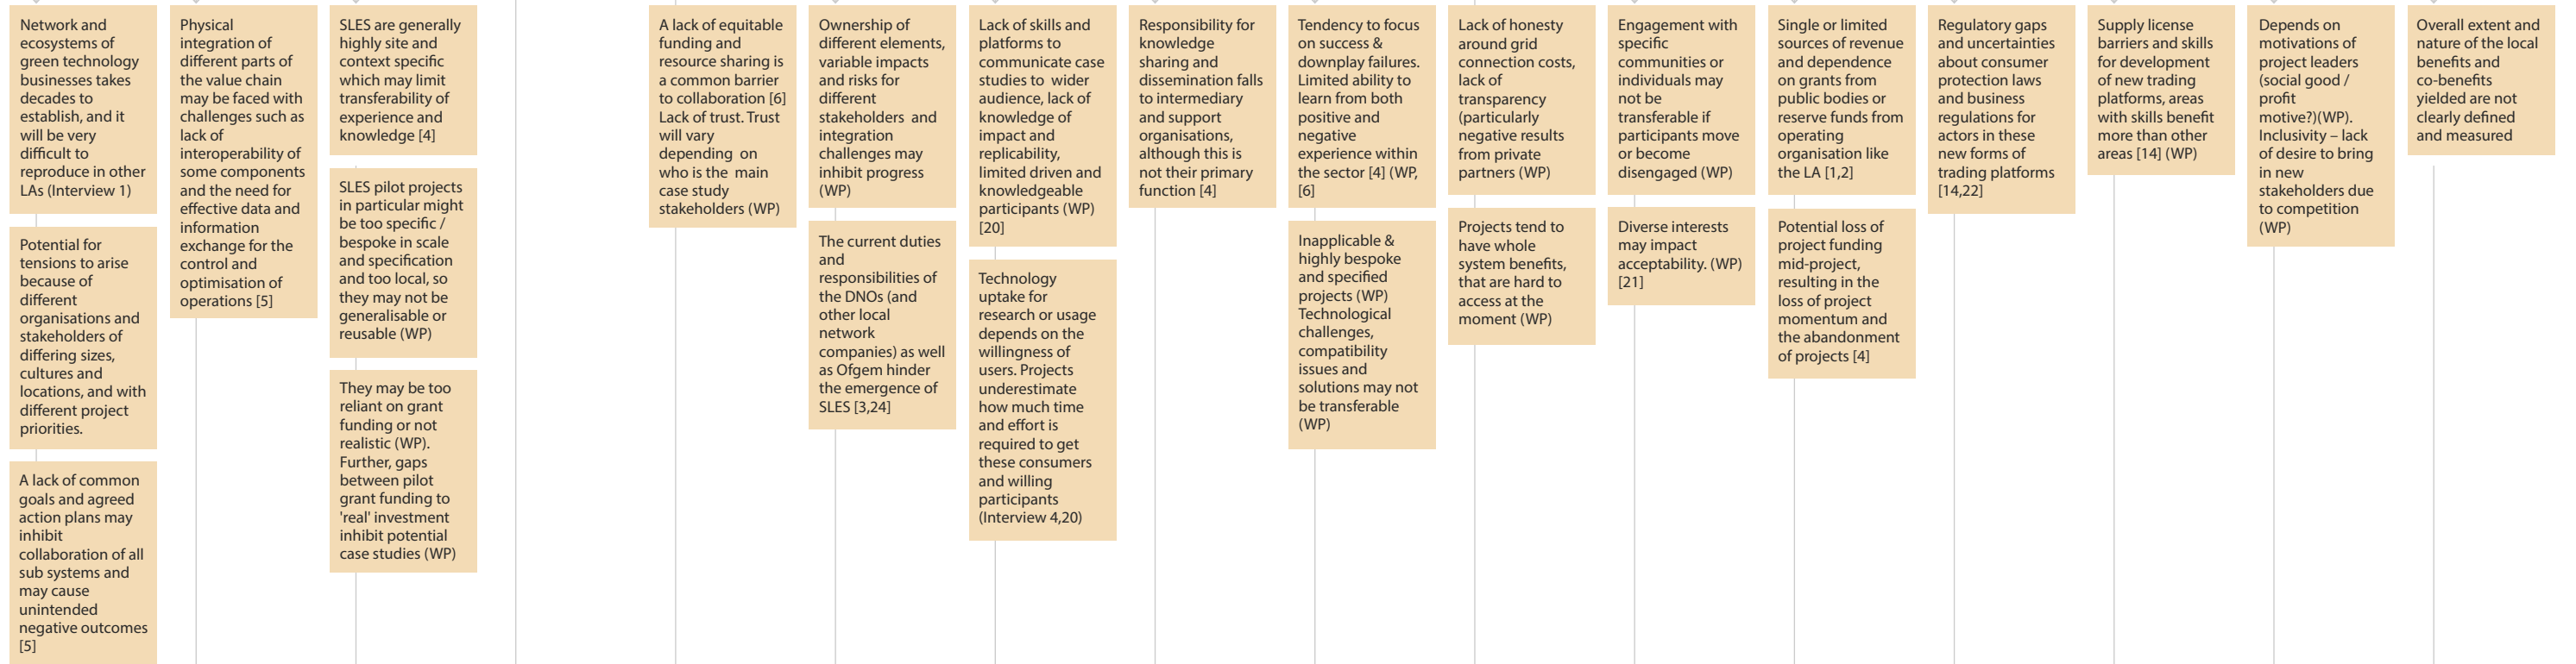 Network and
ecosystems of
green technology
businesses takes
decades to
establish, and it
will be very
difficult to
reproduce in other
LAs (Interview 1)
Potential for
tensions to arise
because of
different
organisations and
stakeholders of
differing sizes,
cultures and
locations, and with
different project
priorities.
A lack of common
goals and agreed
action plans may
inhibit
collaboration of all
sub systems and
may cause
unintended
negative outcomes
[5]
Physical
integration of
different parts of
the value chain
may be faced with
challenges such as
lack of
interoperability of
some components
and the need for
effective data and
information
exchange for the
control and
optimisation of
operations [5]
SLES are generally
highly site and
context specific
which may limit
transferability of
experience and
knowledge [4]
SLES pilot projects
in particular might
be too specific /
bespoke in scale
and specification
and too local, so
they may not be
generalisable or
reusable (WP)
They may be too
reliant on grant
funding or not
realistic (WP).
Further, gaps
between pilot
grant funding to
'real' investment
inhibit potential
case studies (WP)
A lack of equitable
funding and
resource sharing is
a common barrier
to collaboration [6]
Lack of trust. Trust
will vary
depending on
who is the main
case study
stakeholders (WP)
Ownership of
different elements,
variable impacts
and risks for
different
stakeholders and
integration
challenges may
inhibit progress
(WP)
The current duties
and
responsibilities of
the DNOs (and
other local
network
companies) as well
as Ofgem hinder
the emergence of
SLES [3,24]
Lack of skills and
platforms to
communicate case
studies to wider
audience, lack of
knowledge of
impact and
replicability,
limited driven and
knowledgeable
participants (WP)
[20]
Technology
uptake for
research or usage
depends on the
willingness of
users. Projects
underestimate
how much time
and effort is
required to get
these consumers
and willing
participants
(Interview 4,20)
Responsibility for
knowledge
sharing and
dissemination falls
to intermediary
and support
organisations,
although this is
not their primary
function [4]
Tendency to focus
on success &
downplay failures.
Limited ability to
learn from both
positive and
negative
experience within
the sector [4] (WP,
[6]
Inapplicable &
highly bespoke
and specified
projects (WP)
Technological
challenges,
compatibility
issues and
solutions may not
be transferable
(WP)
Lack of honesty
around grid
connection costs,
lack of
transparency
(particularly
negative results
from private
partners (WP)
Projects tend to
have whole
system benefits,
that are hard to
access at the
moment (WP)
Engagement with
specific
communities or
individuals may
not be
transferable if
participants move
or become
disengaged (WP)
Diverse interests
may impact
acceptability. (WP)
[21]
Single or limited
sources of revenue
and dependence
on grants from
public bodies or
reserve funds from
operating
organisation like
the LA [1,2]
Potential loss of
project funding
mid-project,
resulting in the
loss of project
momentum and
the abandonment
of projects [4]
Regulatory gaps
and uncertainties
about consumer
protection laws
and business
regulations for
actors in these
new forms of
trading platforms
[14,22]
Supply license
barriers and skills
for development
of new trading
platforms, areas
with skills benefit
more than other
areas [14] (WP)
Depends on
motivations of
project leaders
(social good /
profit
motive?)(WP).
Inclusivity – lack
of desire to bring
in new
stakeholders due
to competition
(WP)
Overall extent and
nature of the local
benefits and
co-benefits
yielded are not
clearly defined
and measured